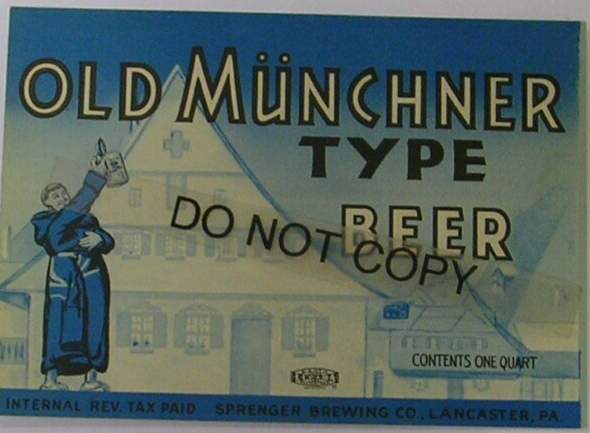 OLD MÜNCHNER
TYPE
BEER
DO NOT COPY
CONTENTS ONE QUART
INTERNAL REV. TAX PAID SPRENGER BREWING CO., LANCASTER, PA.